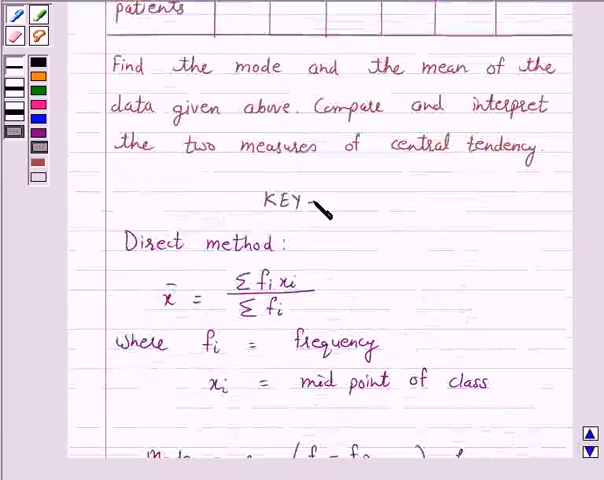 patients
Find the mode and the mean of the
data given above. Compare and interpret
the two measures of central tendency.
KEY -
Direct method:
x̄ = Σ fi xi / Σ fi
where fi = frequency
xi = mid point of class